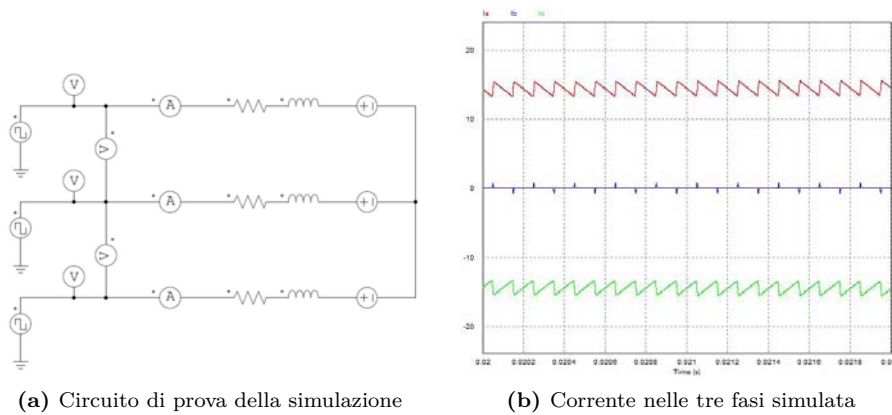 Ia Ib Ic
20
10
0
-10
-20
0.02 0.0202 0.0204 0.0206 0.0208 0.021 0.0212 0.0214 0.0216 0.0218 0.0
Time (s)
V
A
V
V
A
V
V
A
(a) Circuito di prova della simulazione
(b) Corrente nelle tre fasi simulata